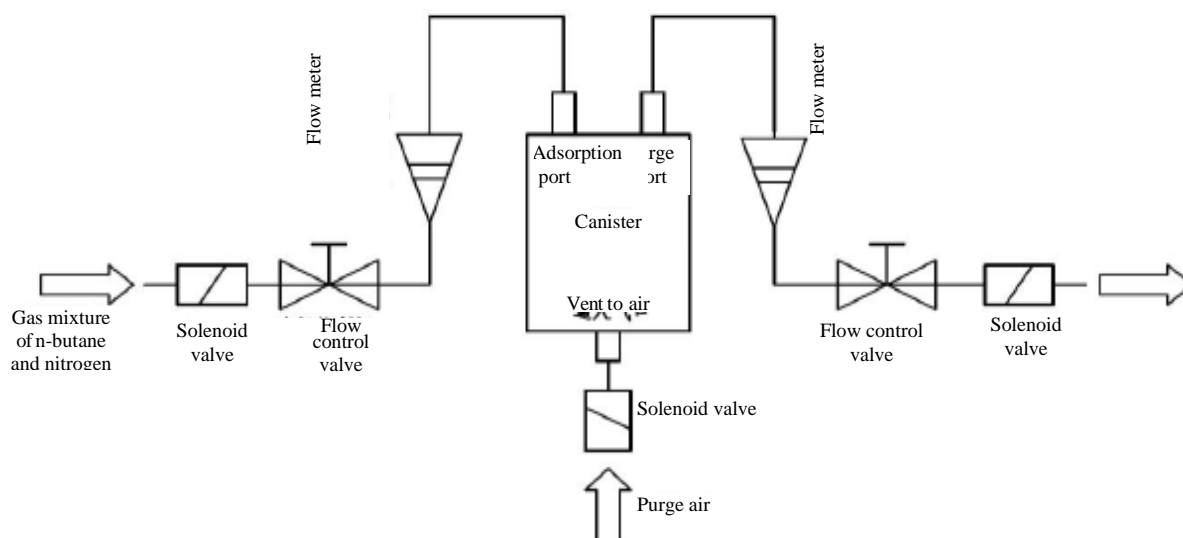 Flow meter
Flow meter
Adsorption
port
Canister
Vent to air
Gas mixture
of n-butane
and nitrogen
Solenoid
valve
Flow
control
valve
Flow control
valve
Solenoid
valve
Solenoid valve
Purge air